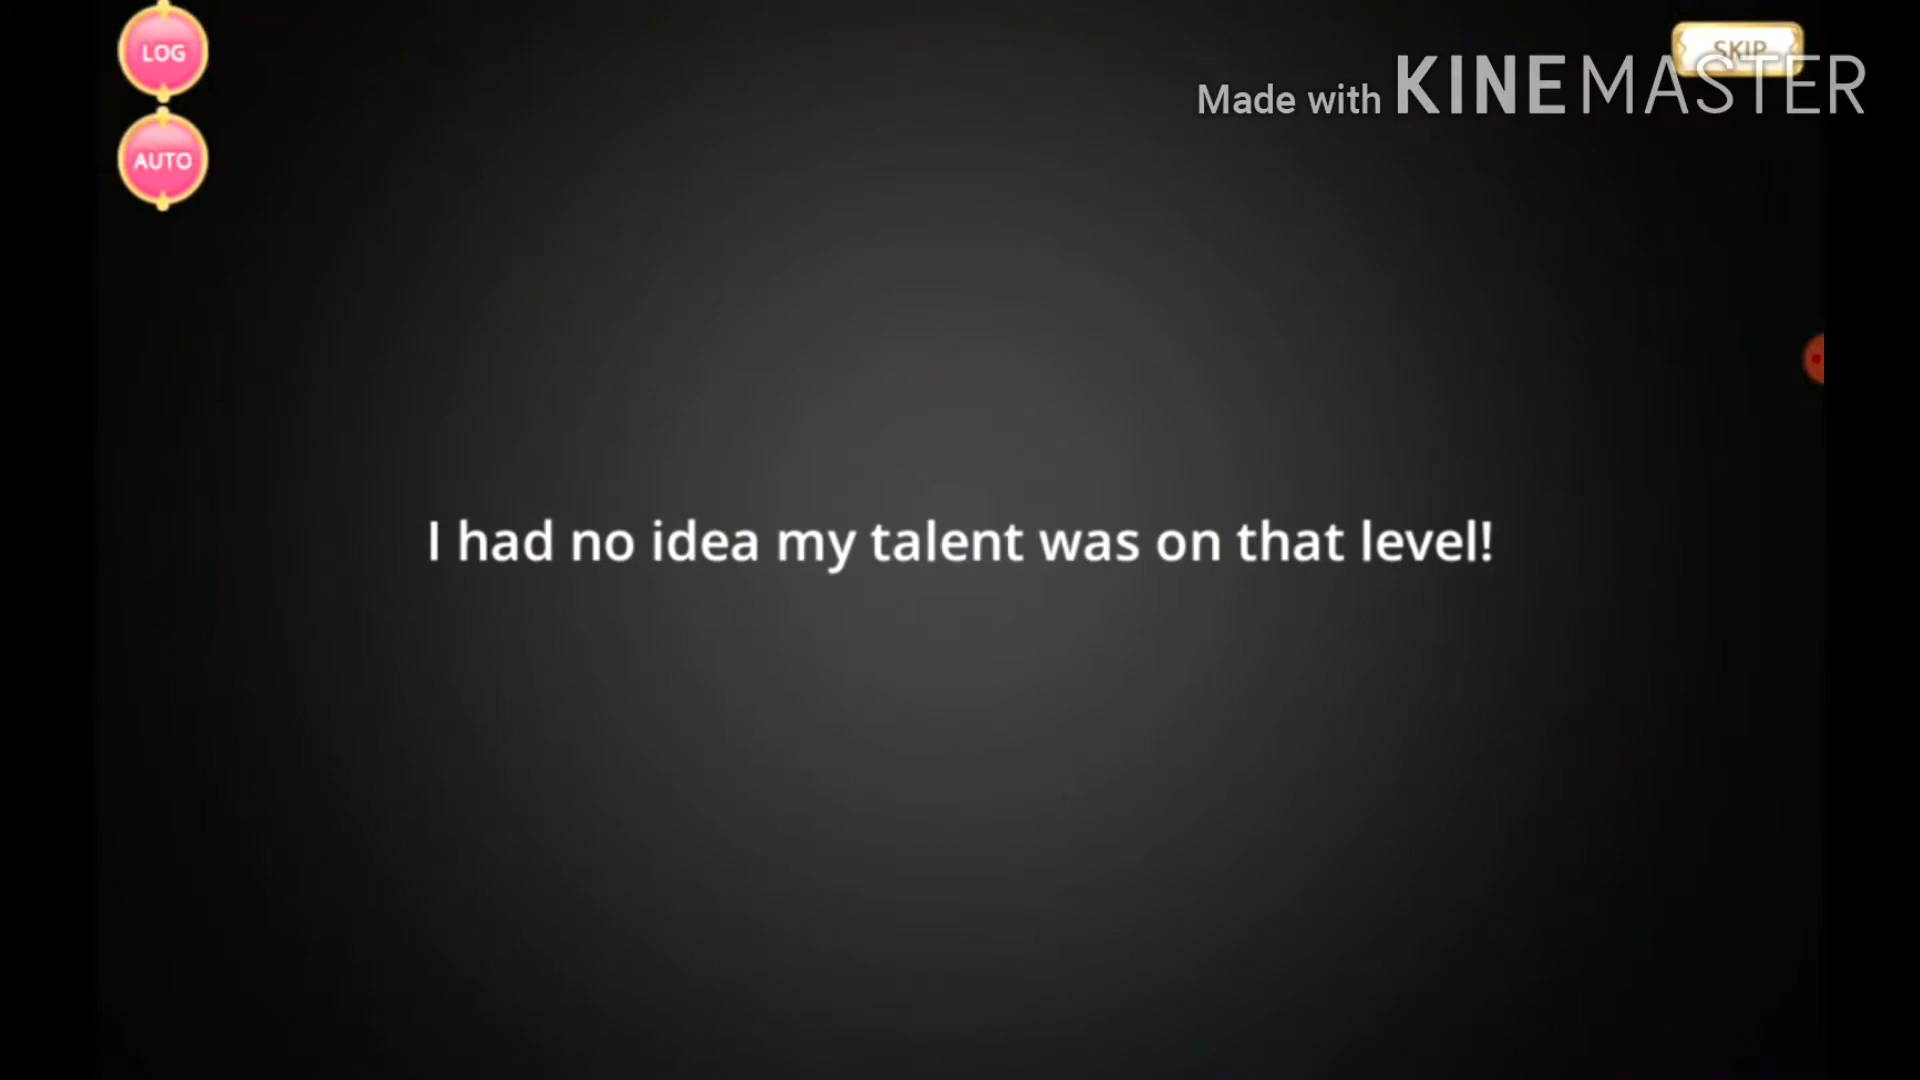 LOG
SKIP
Made with KINEMASTER
AUTO
I had no idea my talent was on that level!